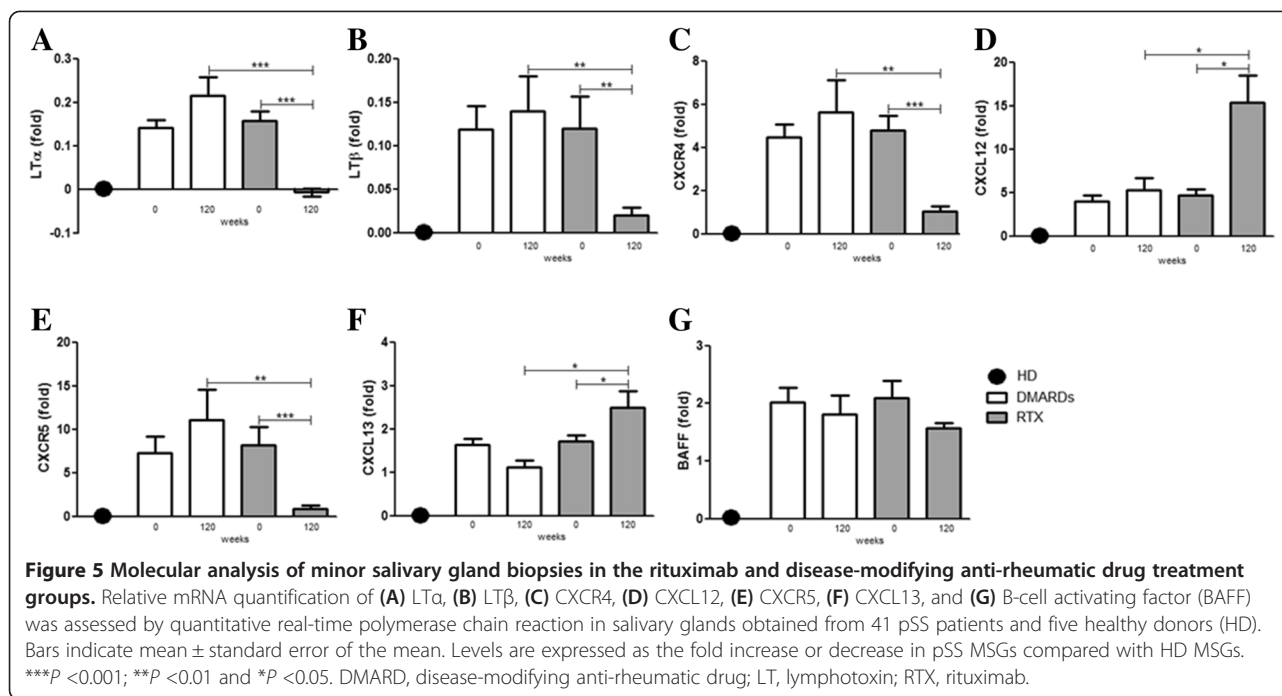 A
LTα (fold)
0.3
0.2
0.1
0
-0.1
***
***
0
120
0
120
weeks
B
LTβ (fold)
0.20
0.15
0.10
0.05
0.00
**
**
0
120
0
120
weeks
C
CXCR4 (fold)
8
6
4
2
0
**
***
0
120
0
120
weeks
D
CXCL12 (fold)
20
15
10
5
0
*
*
0
120
0
120
weeks
E
CXCR5 (fold)
20
15
10
5
0
**
***
0
120
0
120
weeks
F
CXCL13 (fold)
4
3
2
1
0
*
*
0
120
0
120
weeks
G
BAFF (fold)
3
2
1
0
0
120
0
120
weeks
HD
DMARDs
RTX
Figure 5 Molecular analysis of minor salivary gland biopsies in the rituximab and disease-modifying anti-rheumatic drug treatment
groups. Relative mRNA quantification of (A) LTα, (B) LTβ, (C) CXCR4, (D) CXCL12, (E) CXCR5, (F) CXCL13, and (G) B-cell activating factor (BAFF)
was assessed by quantitative real-time polymerase chain reaction in salivary glands obtained from 41 pSS patients and five healthy donors (HD).
Bars indicate mean ± standard error of the mean. Levels are expressed as the fold increase or decrease in pSS MSGs compared with HD MSGs.
***P <0.001; **P <0.01 and *P <0.05. DMARD, disease-modifying anti-rheumatic drug; LT, lymphotoxin; RTX, rituximab.